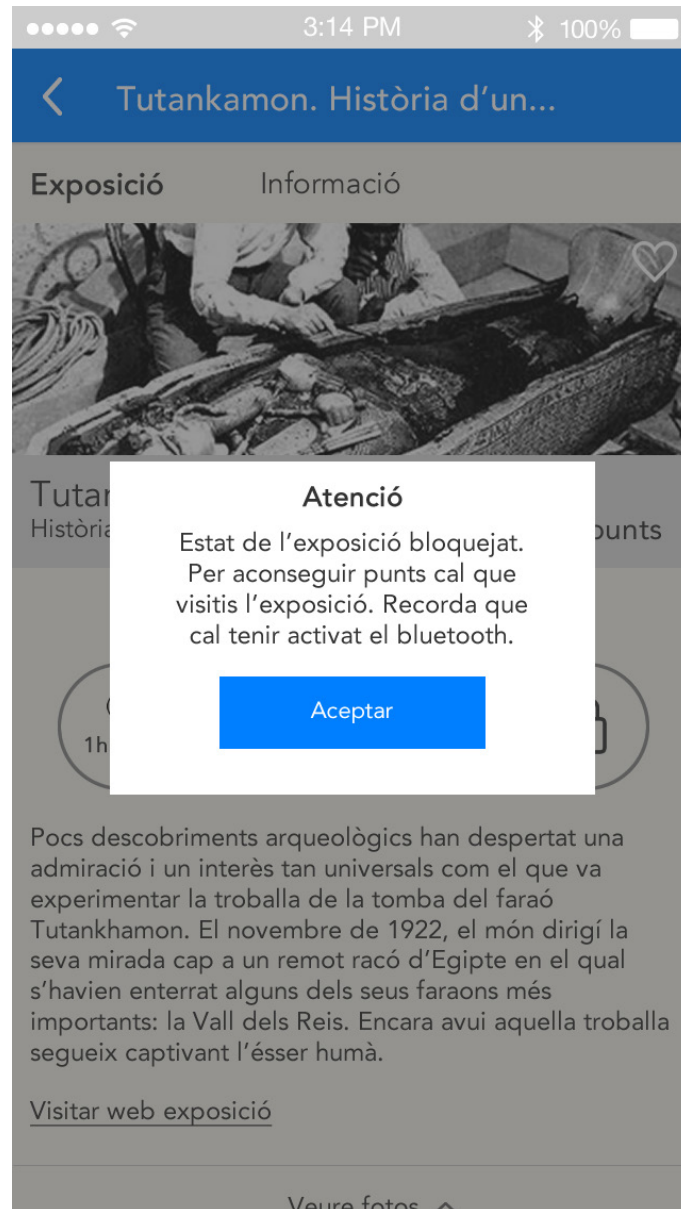 3:14 PM
100%
Tutankamon. Història d’un...
Exposició
Informació
Atenció
Estat de l’exposició bloquejat.
Per aconseguir punts cal que
visitis l’exposició. Recorda que
cal tenir activat el bluetooth.
Aceptar
punts
1h
Pocs descobriments arqueològics han despertat una
admiració i un interès tan universals com el que va
experimentar la troballa de la tomba del faraó
Tutankhamon. El novembre de 1922, el món dirigí la
seva mirada cap a un remot racó d’Egipte en el qual
s’havien enterrat alguns dels seus faraons més
importants: la Vall dels Reis. Encara avui aquella troballa
segueix captivant l’ésser humà.
Visitar web exposició
Veure fotos